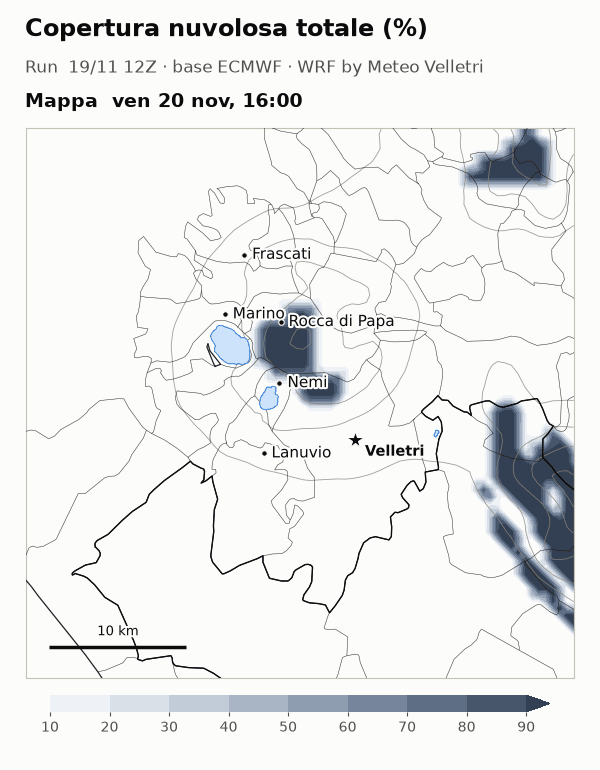 Copertura nuvolosa totale (%)
Run  19/11 12Z · base ECMWF · WRF by Meteo Velletri
Mappa  ven 20 nov, 16:00
Frascati
Marino
Rocca di Papa
Nemi
Velletri
Lanuvio
10 km
10 20 30 40 50 60 70 80 90